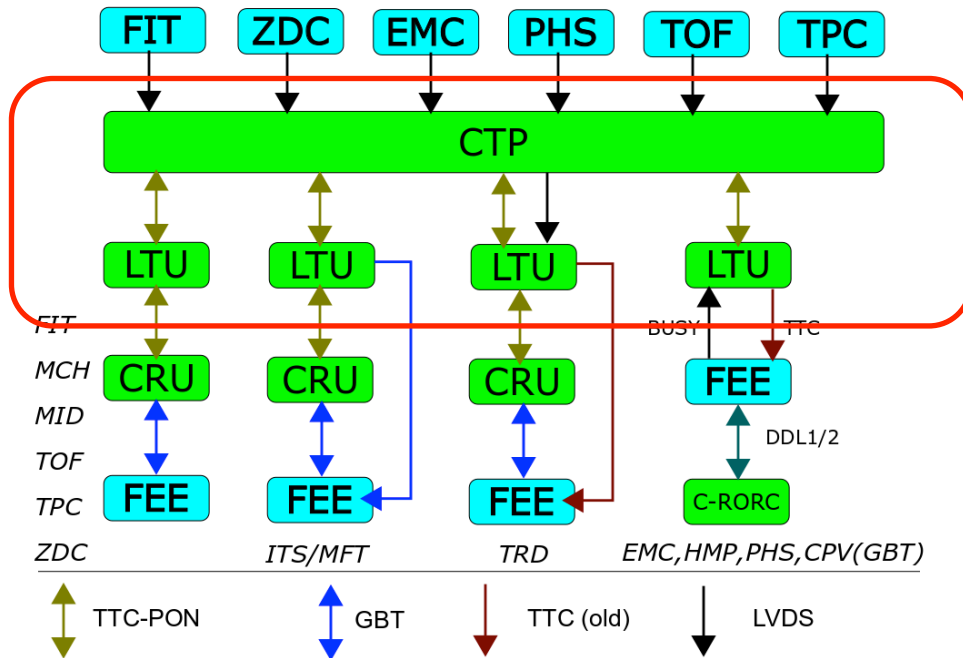 FIT ZDC EMC PHS TOF TPC
CTP
LTU LTU LTU LTU
FIT
BUSY TTC
MCH
CRU CRU CRU FEE
MID
DDL1/2
TOF
FEE FEE FEE C-RORC
TPC
ZDC ITS/MFT TRD EMC,HMP,PHS,CPV(GBT)
TTC-PON GBT TTC (old) LVDS